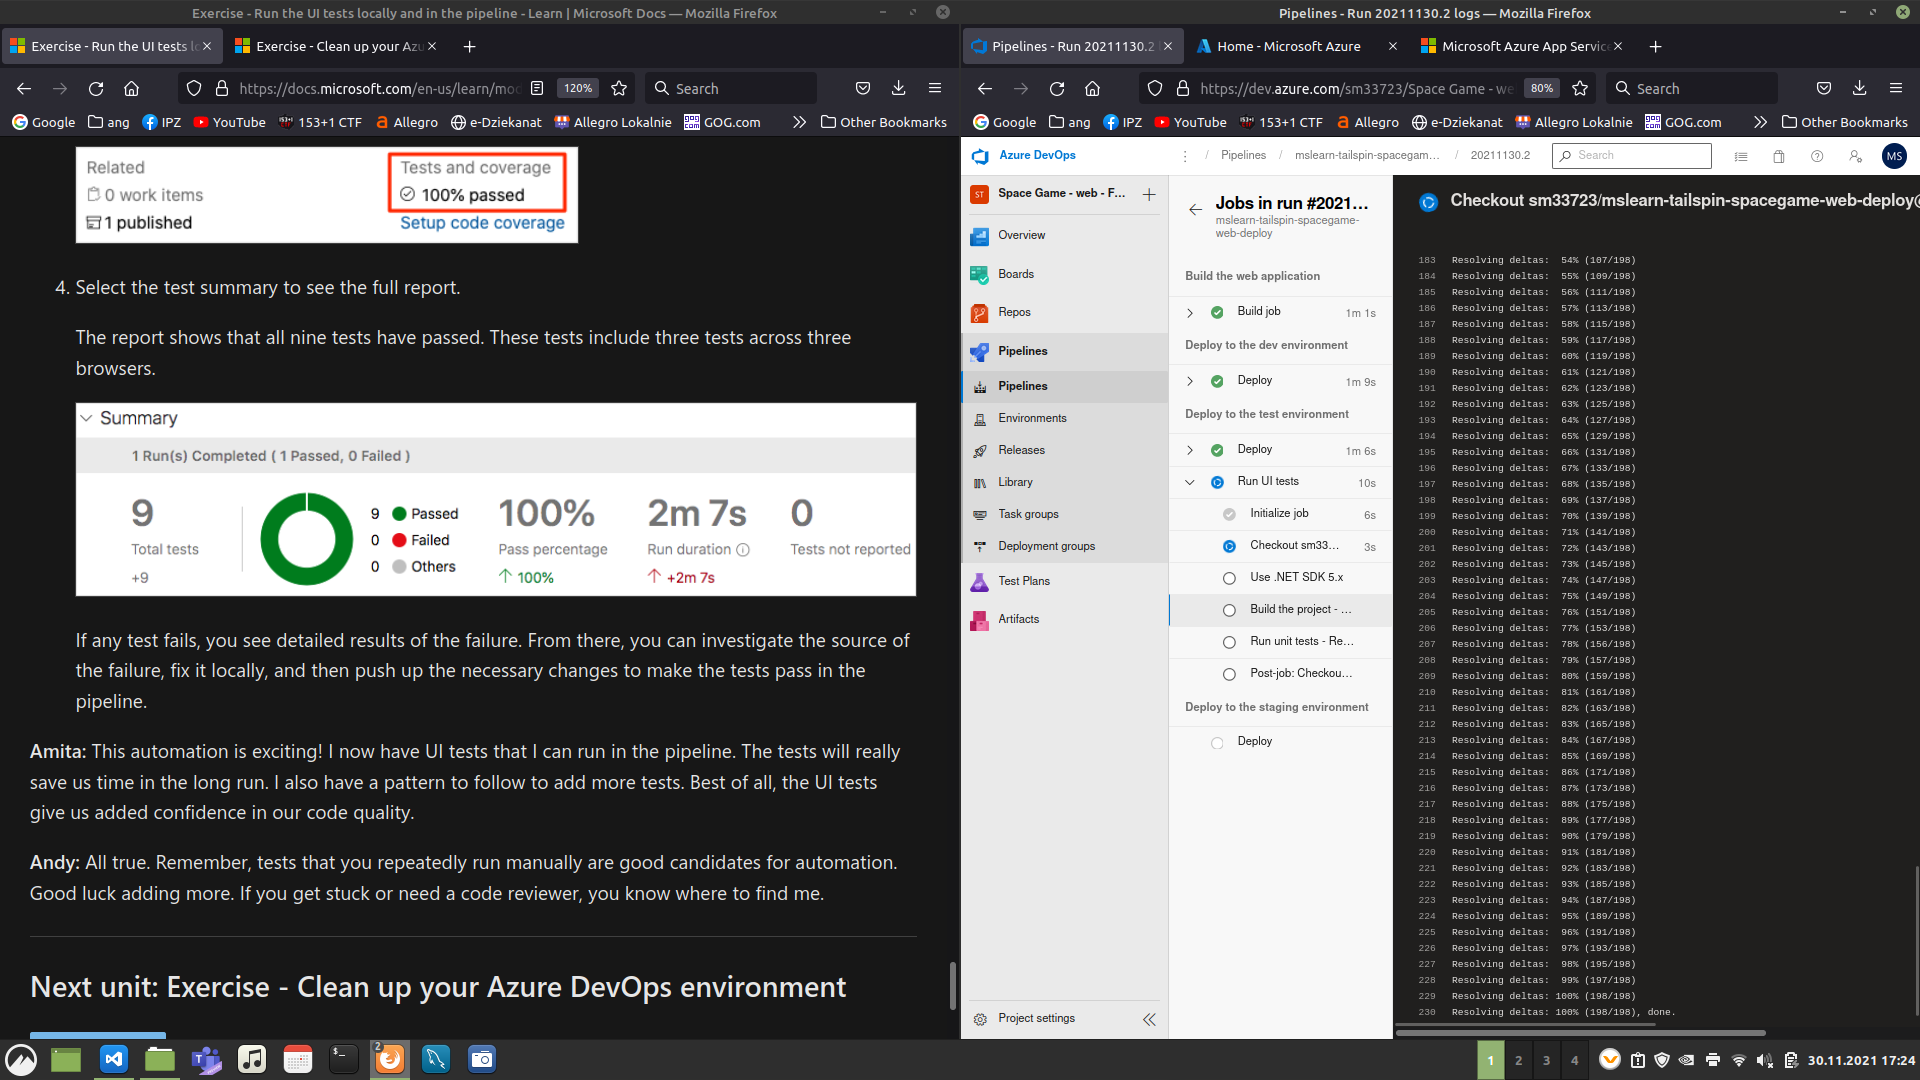 Exercise - Run the UI tests locally and in the pipeline - Learn | Microsoft Docs — Mozilla Firefox
Exercise - Run the UI tests lo
Exercise - Clean up your Azu
https://docs.microsoft.com/en-us/learn/mod
120%
Search
Google
ang
IPZ
YouTube
153+1 CTF
Allegro
e-Dziekanat
Allegro Lokalnie
GOG.com
Other Bookmarks
Related
0 work items
1 published
Tests and coverage
100% passed
Setup code coverage
4. Select the test summary to see the full report.
The report shows that all nine tests have passed. These tests include three tests across three
browsers.
Summary
1 Run(s) Completed ( 1 Passed, 0 Failed )
9
Total tests
+9
9 Passed
0 Failed
0 Others
100%
Pass percentage
100%
2m 7s
Run duration
+2m 7s
0
Tests not reported
If any test fails, you see detailed results of the failure. From there, you can investigate the source of
the failure, fix it locally, and then push up the necessary changes to make the tests pass in the
pipeline.
Amita: This automation is exciting! I now have UI tests that I can run in the pipeline. The tests will really
save us time in the long run. I also have a pattern to follow to add more tests. Best of all, the UI tests
give us added confidence in our code quality.
Andy: All true. Remember, tests that you repeatedly run manually are good candidates for automation.
Good luck adding more. If you get stuck or need a code reviewer, you know where to find me.
Next unit: Exercise - Clean up your Azure DevOps environment
Pipelines - Run 20211130.2 logs — Mozilla Firefox
Pipelines - Run 20211130.2 l
Home - Microsoft Azure
Microsoft Azure App Service
https://dev.azure.com/sm33723/Space Game - we
80%
Search
Google
ang
IPZ
YouTube
153+1 CTF
Allegro
e-Dziekanat
Allegro Lokalnie
GOG.com
Other Bookmarks
Azure DevOps
/ Pipelines / mslearn-tailspin-spacegam... / 20211130.2
Search
MS
ST
Space Game - web - F...
Overview
Boards
Repos
Pipelines
Pipelines
Environments
Releases
Library
Task groups
Deployment groups
Test Plans
Artifacts
Project settings
Jobs in run #2021...
mslearn-tailspin-spacegame-
web-deploy
Build the web application
Build job 1m 1s
Deploy to the dev environment
Deploy 1m 9s
Deploy to the test environment
Deploy 1m 6s
Run UI tests 10s
Initialize job 6s
Checkout sm33... 3s
Use .NET SDK 5.x
Build the project - ...
Run unit tests - Re...
Post-job: Checkou...
Deploy to the staging environment
Deploy
Checkout sm33723/mslearn-tailspin-spacegame-web-deploy@
183 Resolving deltas: 54% (107/198)
184 Resolving deltas: 55% (109/198)
185 Resolving deltas: 56% (111/198)
186 Resolving deltas: 57% (113/198)
187 Resolving deltas: 58% (115/198)
188 Resolving deltas: 59% (117/198)
189 Resolving deltas: 60% (119/198)
190 Resolving deltas: 61% (121/198)
191 Resolving deltas: 62% (123/198)
192 Resolving deltas: 63% (125/198)
193 Resolving deltas: 64% (127/198)
194 Resolving deltas: 65% (129/198)
195 Resolving deltas: 66% (131/198)
196 Resolving deltas: 67% (133/198)
197 Resolving deltas: 68% (135/198)
198 Resolving deltas: 69% (137/198)
199 Resolving deltas: 70% (139/198)
200 Resolving deltas: 71% (141/198)
201 Resolving deltas: 72% (143/198)
202 Resolving deltas: 73% (145/198)
203 Resolving deltas: 74% (147/198)
204 Resolving deltas: 75% (149/198)
205 Resolving deltas: 76% (151/198)
206 Resolving deltas: 77% (153/198)
207 Resolving deltas: 78% (156/198)
208 Resolving deltas: 79% (157/198)
209 Resolving deltas: 80% (159/198)
210 Resolving deltas: 81% (161/198)
211 Resolving deltas: 82% (163/198)
212 Resolving deltas: 83% (165/198)
213 Resolving deltas: 84% (167/198)
214 Resolving deltas: 85% (169/198)
215 Resolving deltas: 86% (171/198)
216 Resolving deltas: 87% (173/198)
217 Resolving deltas: 88% (175/198)
218 Resolving deltas: 89% (177/198)
219 Resolving deltas: 90% (179/198)
220 Resolving deltas: 91% (181/198)
221 Resolving deltas: 92% (183/198)
222 Resolving deltas: 93% (185/198)
223 Resolving deltas: 94% (187/198)
224 Resolving deltas: 95% (189/198)
225 Resolving deltas: 96% (191/198)
226 Resolving deltas: 97% (193/198)
227 Resolving deltas: 98% (195/198)
228 Resolving deltas: 99% (197/198)
229 Resolving deltas: 100% (198/198)
230 Resolving deltas: 100% (198/198), done.
2
1 2 3 4
30.11.2021 17:24